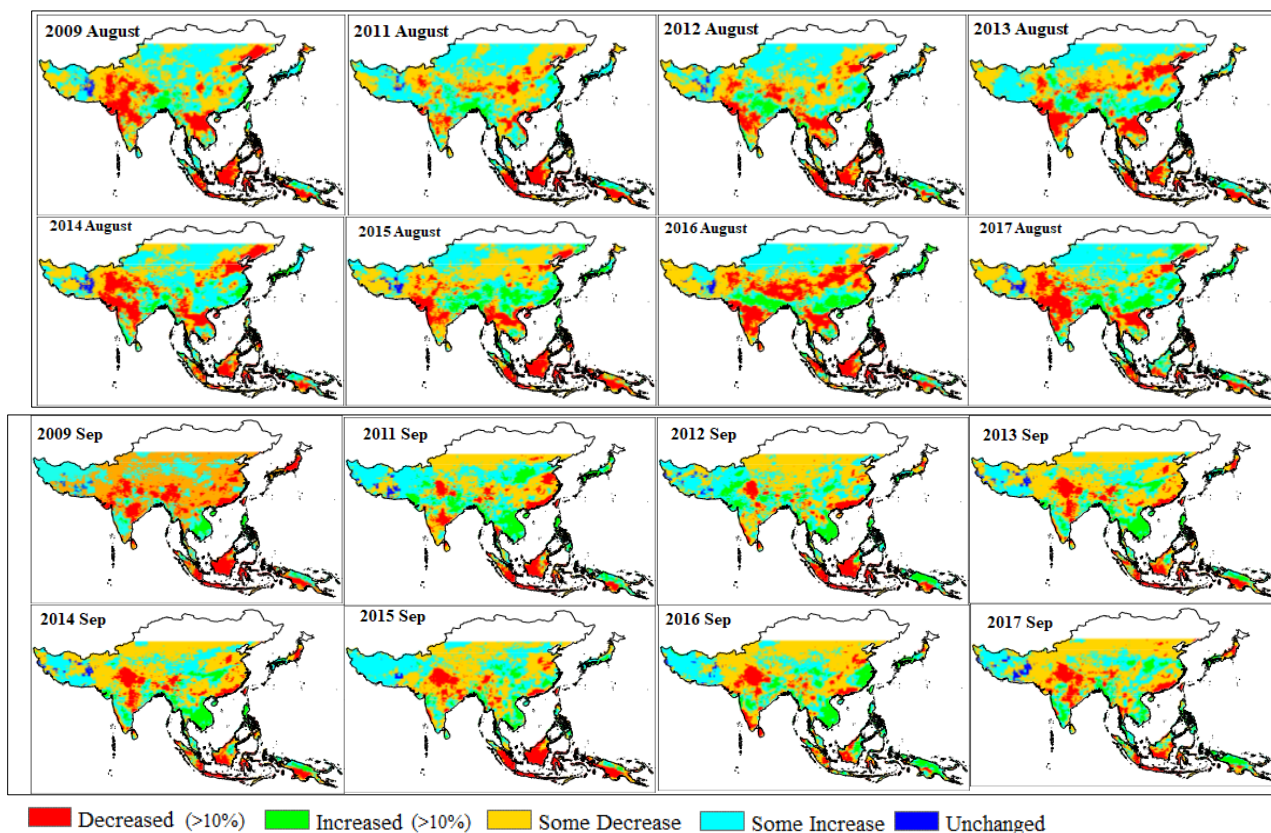 2009 August
2011 August
2012 August
2013 August
2014 August
2015 August
2016 August
2017 August
2009 Sep
2011 Sep
2012 Sep
2013 Sep
2014 Sep
2015 Sep
2016 Sep
2017 Sep
Decreased (>10%) Increased (>10%) Some Decrease Some Increase Unchanged